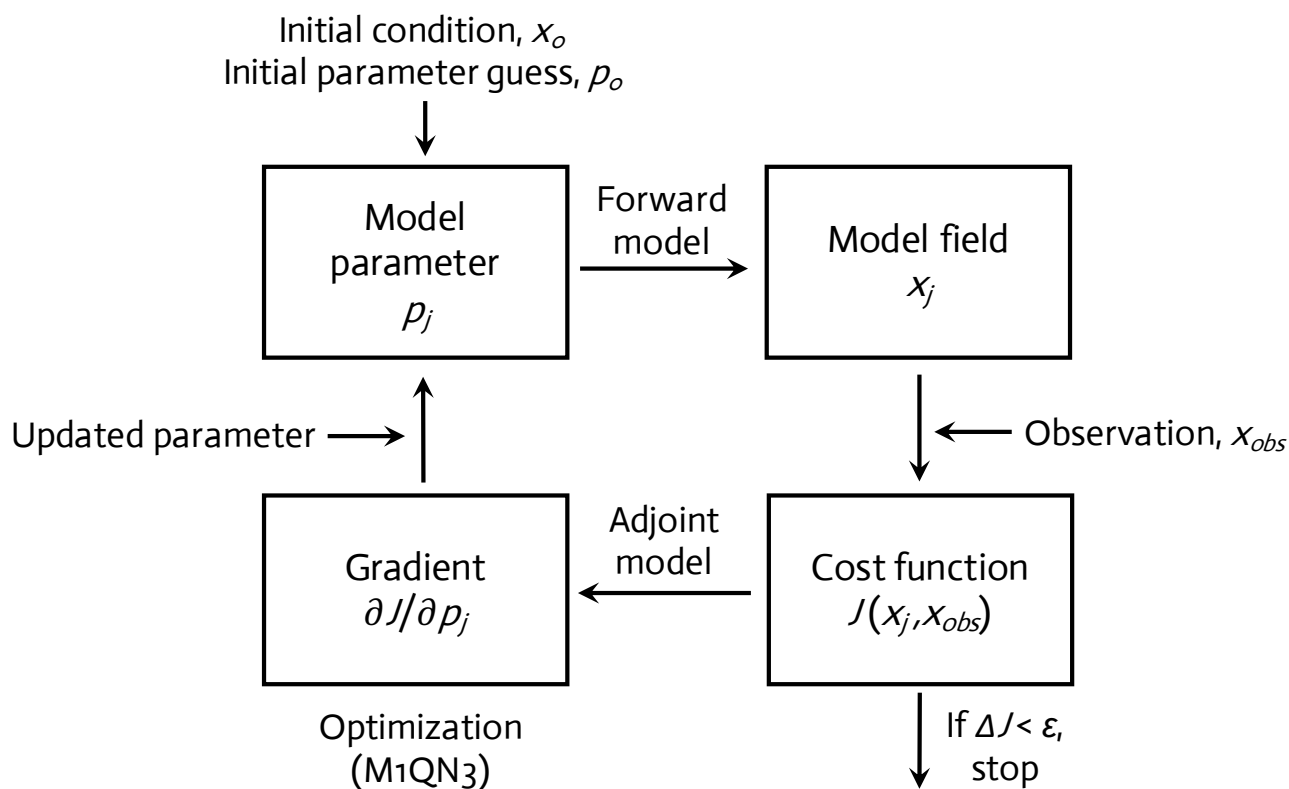 Initial condition, x_o
Initial parameter guess, p_o
Model
parameter
p_j
Forward
model
Model field
x_j
Updated parameter
Observation, x_obs
Gradient
∂J/∂p_j
Adjoint
model
Cost function
J(x_j,x_obs)
Optimization
(M1QN3)
If ΔJ< ε,
stop